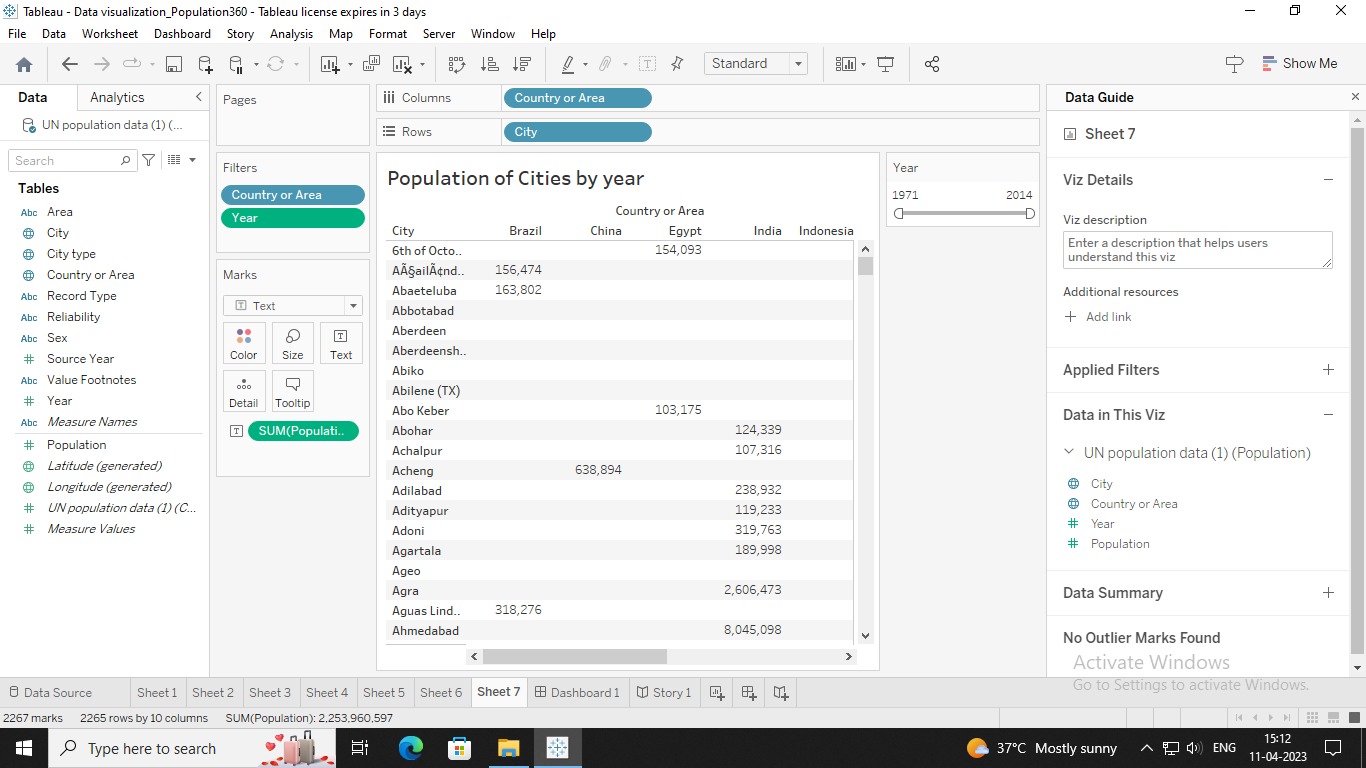 Tableau - Data visualization_Population360 - Tableau license expires in 3 days
File Data Worksheet Dashboard Story Analysis Map Format Server Window Help
Standard
Show Me
Data Analytics
UN population data (1) (...
Search
Tables
Abc Area
City
City type
Country or Area
Abc Record Type
Abc Reliability
Abc Sex
# Source Year
Abc Value Footnotes
# Year
Abc Measure Names
# Population
Latitude (generated)
Longitude (generated)
# UN population data (1) (C...
# Measure Values
Pages
Filters
Country or Area
Year
Marks
Text
Color Size Text
Detail Tooltip
SUM(Populati..
Columns Country or Area
Rows City
Population of Cities by year
Country or Area
City Brazil China Egypt India Indonesia
6th of Octo.. 154,093
AÃ§ailÃ¢nd.. 156,474
Abaeteluba 163,802
Abbotabad
Aberdeen
Aberdeensh..
Abiko
Abilene (TX)
Abo Keber 103,175
Abohar 124,339
Achalpur 107,316
Acheng 638,894
Adilabad 238,932
Adityapur 119,233
Adoni 319,763
Agartala 189,998
Ageo
Agra 2,606,473
Aguas Lind.. 318,276
Ahmedabad 8,045,098
Year
1971 2014
Data Guide
Sheet 7
Viz Details
Viz description
Enter a description that helps users
understand this viz
Additional resources
Add link
Applied Filters
Data in This Viz
UN population data (1) (Population)
City
Country or Area
# Year
# Population
Data Summary
No Outlier Marks Found
Activate Windows
Go to Settings to activate Windows.
Data Source Sheet 1 Sheet 2 Sheet 3 Sheet 4 Sheet 5 Sheet 6 Sheet 7 Dashboard 1 Story 1
2267 marks 2265 rows by 10 columns SUM(Population): 2,253,960,597
Type here to search
37°C Mostly sunny
ENG
15:12
11-04-2023